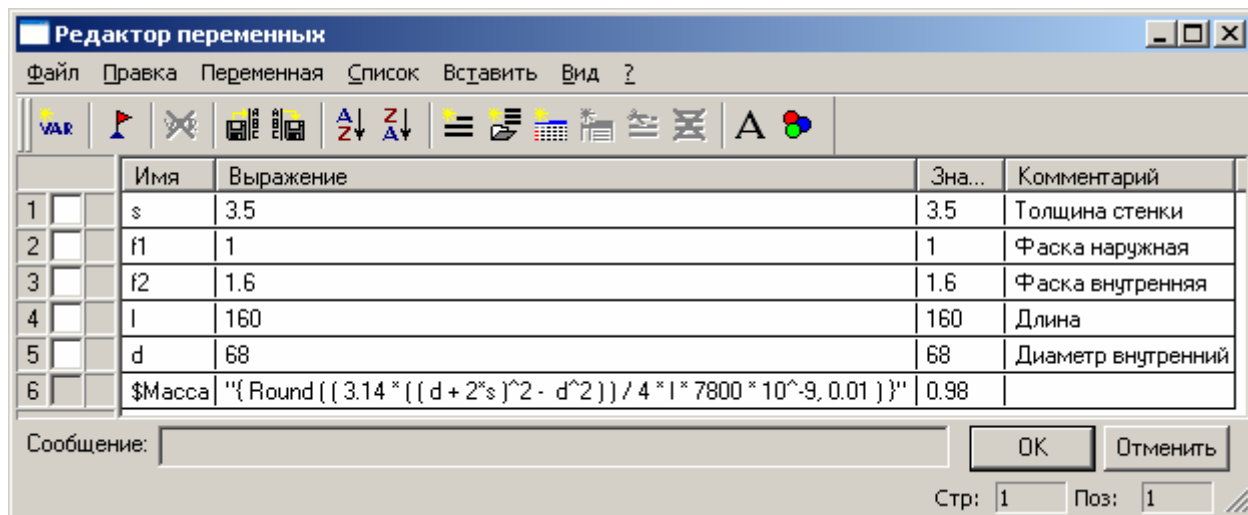 Редактор переменных
Файл Правка Переменная Список Вставить Вид ?
VAR
Имя Выражение Зна... Комментарий
1 s 3.5 3.5 Толщина стенки
2 f1 1 1 Фаска наружная
3 f2 1.6 1.6 Фаска внутренняя
4 l 160 160 Длина
5 d 68 68 Диаметр внутренний
6 $Масса "{ Round ( ( 3.14 * ( ( d + 2*s )^2 - d^2 ) ) / 4 * l * 7800 * 10^-9, 0.01 ) }" 0.98
Сообщение: OK Отменить
Стр: 1 Поз: 1